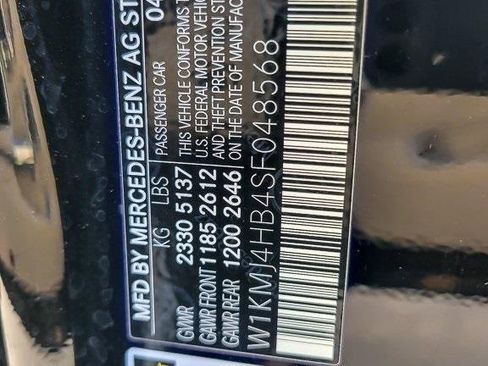 MFD BY MERCEDES-BENZ AG ST
04
KG LBS PASSENGER CAR
GVWR 2330 5137 THIS VEHICLE CONFORMS T
GAWR FRONT 1185 2612 U.S. FEDERAL MOTOR VEHIC
GAWR REAR 1200 2646 AND THEFT PREVENTION S
ON THE DATE OF MANUFAC
W1KMJ4HB4SF048568